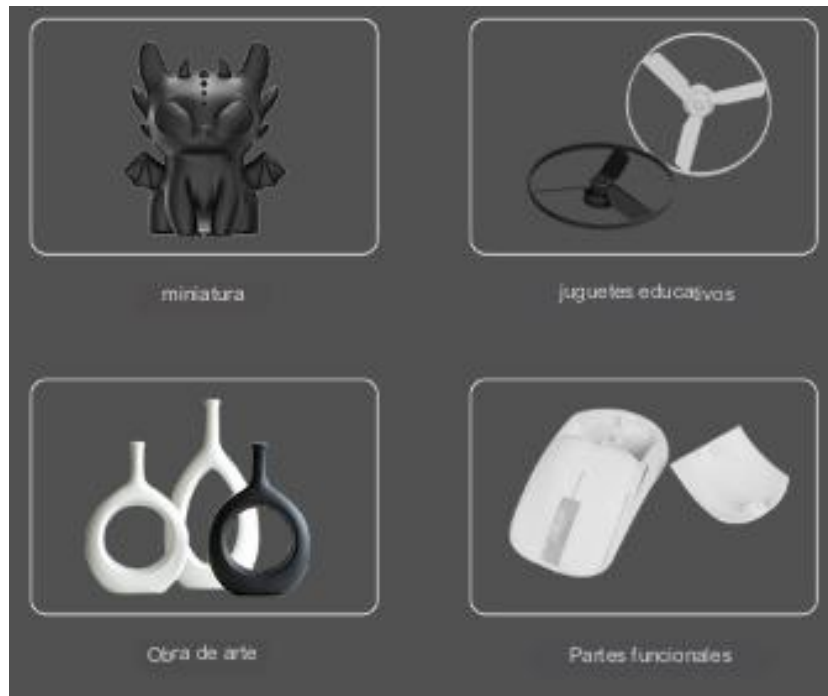 miniatura
juguetes educativos
Obra de arte
Partes funcionales